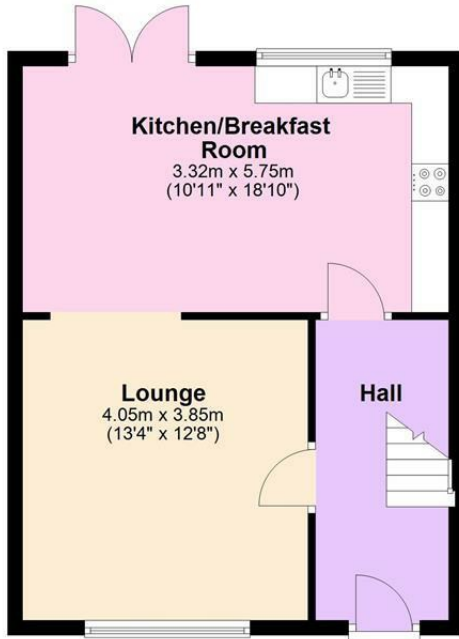 Kitchen/Breakfast
Room
3.32m x 5.75m
(10'11" x 18'10")
Lounge
4.05m x 3.85m
(13'4" x 12'8")
Hall